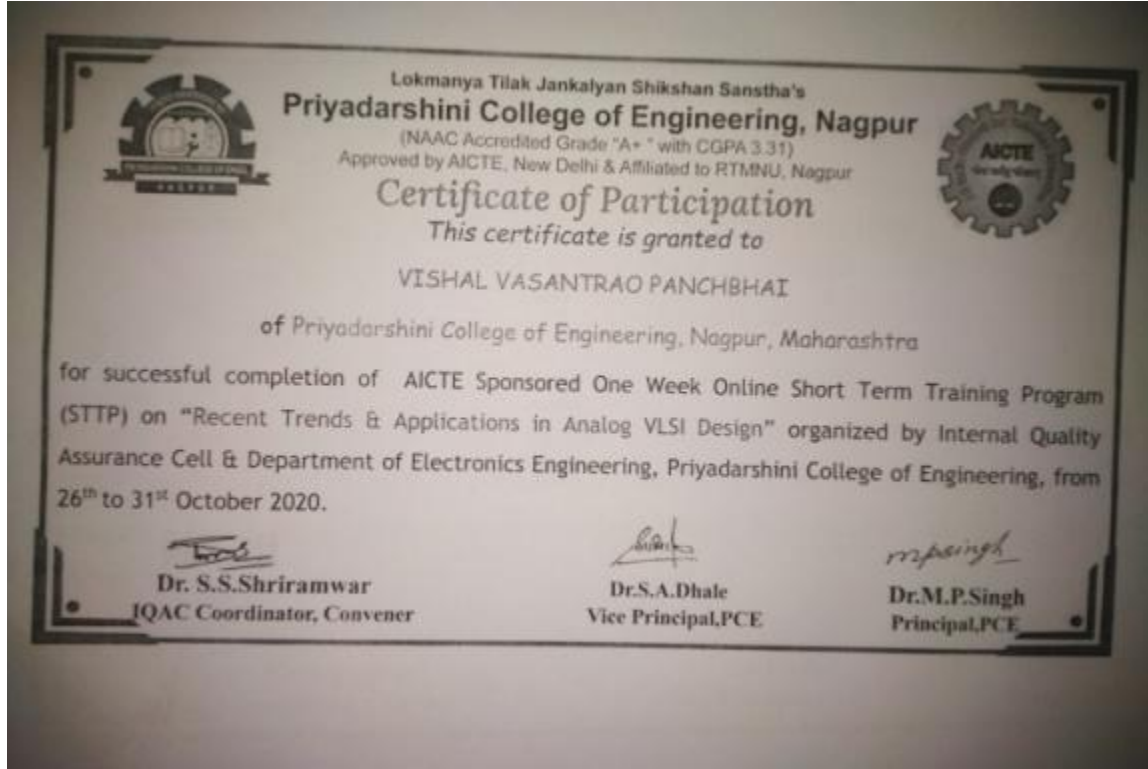 Lokmanya Tilak Jankalyan Shikshan Sanstha's
Priyadarshini College of Engineering, Nagpur
(NAAC Accredited Grade "A+ " with CGPA 3.31)
Approved by AICTE, New Delhi & Affiliated to RTMNU, Nagpur
AICTE
NAGPUR
Certificate of Participation
This certificate is granted to
VISHAL VASANTRAO PANCHBHAI
of Priyadarshini College of Engineering, Nagpur, Maharashtra
for successful completion of AICTE Sponsored One Week Online Short Term Training Program
(STTP) on "Recent Trends & Applications in Analog VLSI Design" organized by Internal Quality
Assurance Cell & Department of Electronics Engineering, Priyadarshini College of Engineering, from
26th to 31st October 2020.
mpsingh
Dr. S.S.Shriramwar
Dr.S.A.Dhale
Dr.M.P.Singh
IQAC Coordinator, Convener
Vice Principal,PCE
Principal,PCE